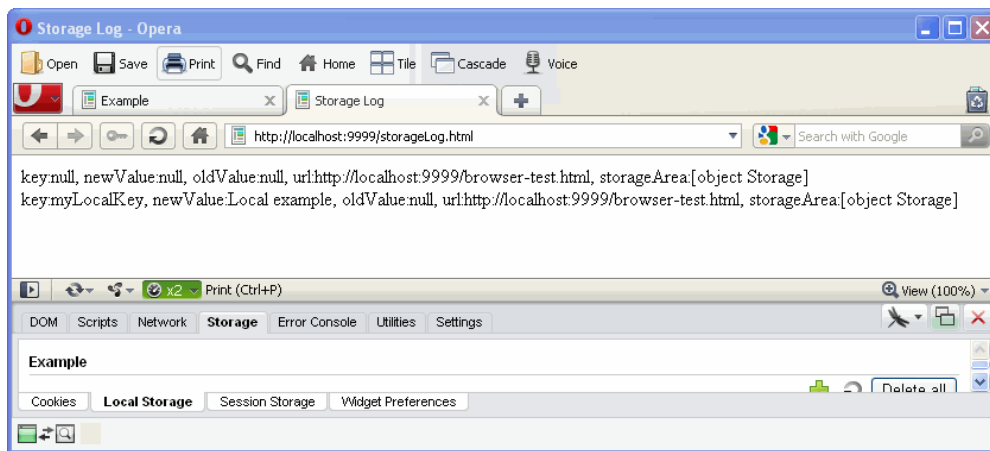 Storage Log - Opera
Open Save Print Find Home Tile Cascade Voice
Example Storage Log
http://localhost:9999/storageLog.html Search with Google
key:null, newValue:null, oldValue:null, url:http://localhost:9999/browser-test.html, storageArea:[object Storage]
key:myLocalKey, newValue:Local example, oldValue:null, url:http://localhost:9999/browser-test.html, storageArea:[object Storage]
x2 Print (Ctrl+P) View (100%)
DOM Scripts Network Storage Error Console Utilities Settings
Example
Delete all
Cookies Local Storage Session Storage Widget Preferences